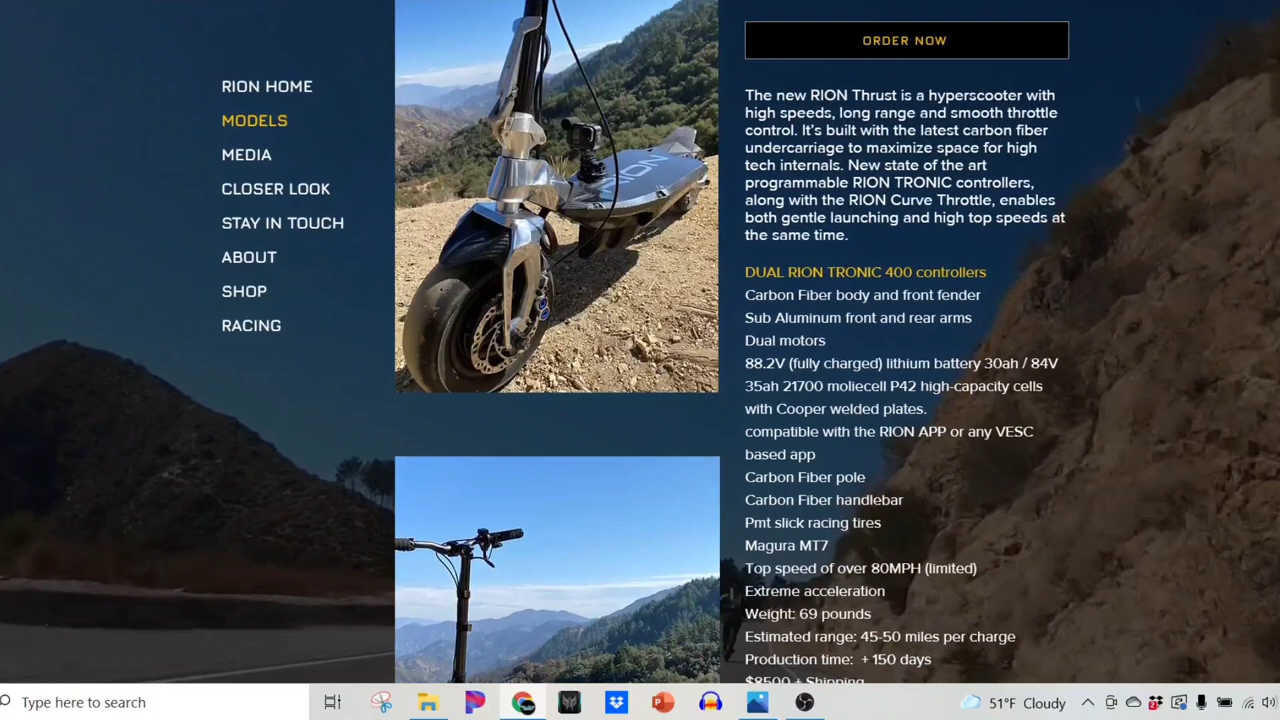 ORDER NOW
RION HOME
MODELS
MEDIA
CLOSER LOOK
STAY IN TOUCH
ABOUT
SHOP
RACING
RION
The new RION Thrust is a hyperscooter with
high speeds, long range and smooth throttle
control. It's built with the latest carbon fiber
undercarriage to maximize space for high
tech internals. New state of the art
programmable RION TRONIC controllers,
along with the RION Curve Throttle, enables
both gentle launching and high top speeds at
the same time.
DUAL RION TRONIC 400 controllers
Carbon Fiber body and front fender
Sub Aluminum front and rear arms
Dual motors
88.2V (fully charged) lithium battery 30ah / 84V
35ah 21700 moliecell P42 high-capacity cells
with Cooper welded plates.
compatible with the RION APP or any VESC
based app
Carbon Fiber pole
Carbon Fiber handlebar
Pmt slick racing tires
Magura MT7
Top speed of over 80MPH (limited)
Extreme acceleration
Weight: 69 pounds
Estimated range: 45-50 miles per charge
Production time: + 150 days
$8500 + Shipping
Type here to search
51°F Cloudy